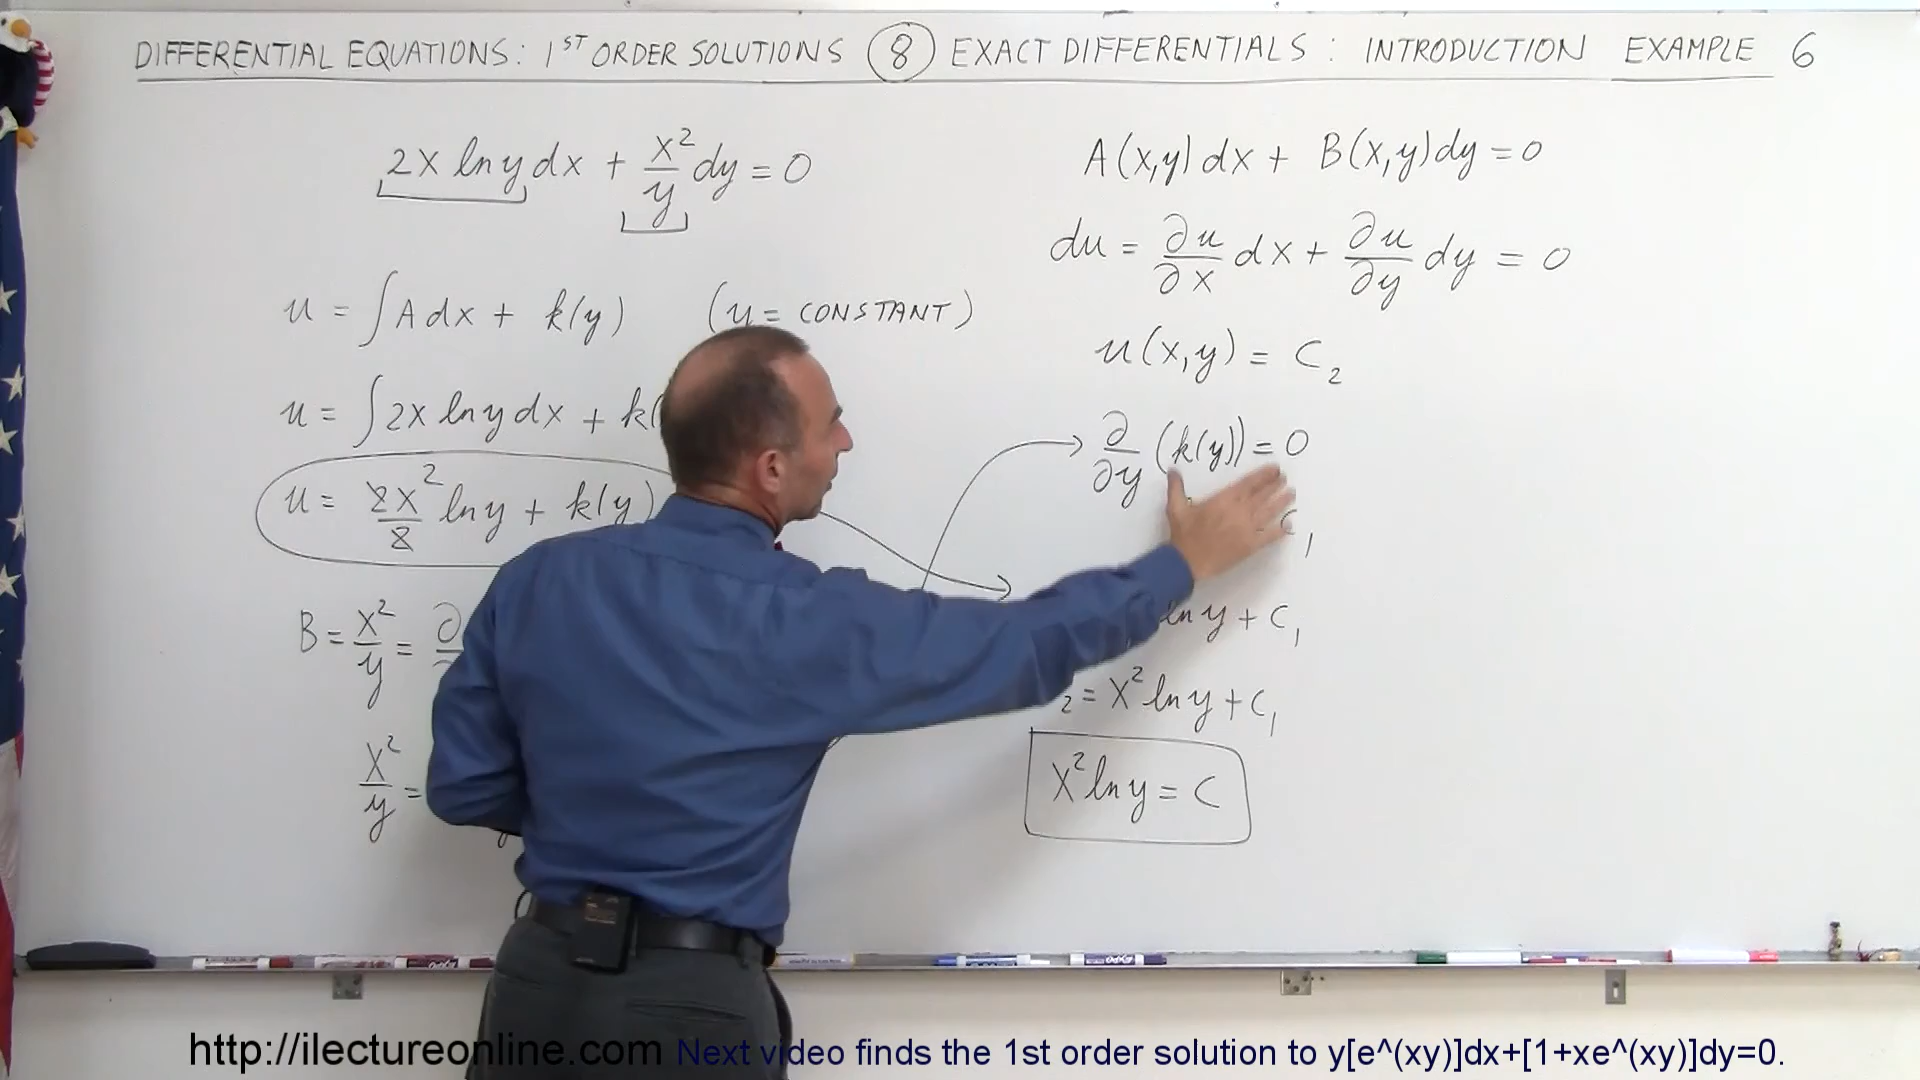 DIFFERENTIAL EQUATIONS: 1ST ORDER SOLUTIONS 8 EXACT DIFFERENTIALS: INTRODUCTION EXAMPLE 6
2x ln y dx + x²/y dy = 0
u = ∫A dx + k(y) (y = CONSTANT)
u = ∫2x ln y dx + k(
u = 2x²/2 ln y + k(y)
B = x²/y = ∂
x²/y =
A(x,y) dx + B(x,y) dy = 0
du = ∂u/∂x dx + ∂u/∂y dy = 0
u(x,y) = C₂
∂/∂y (k(y)) = 0
C₁
ln y + C₁
₂ = x² ln y + C₁
x² ln y = C
http://ilectureonline.com Next video finds the 1st order solution to y[e^(xy)]dx+[1+xe^(xy)]dy=0.